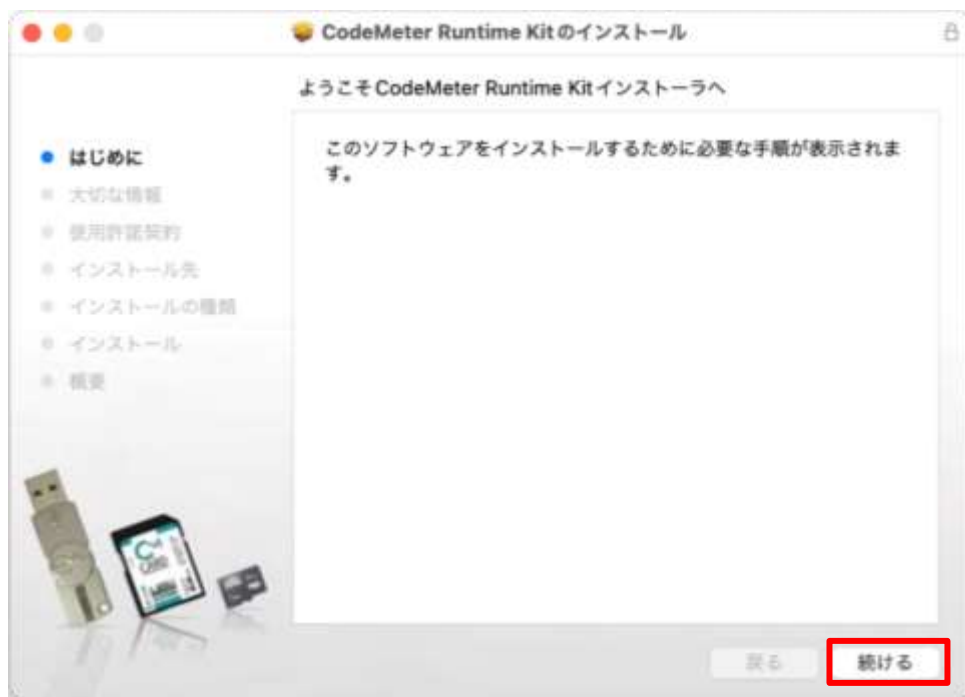 CodeMeter Runtime Kitのインストール
ようこそCodeMeter Runtime Kitインストーラへ
はじめに
大切な情報
使用許諾契約
インストール先
インストールの種類
インストール
概要
このソフトウェアをインストールするために必要な手順が表示されま
す。
戻る
続ける